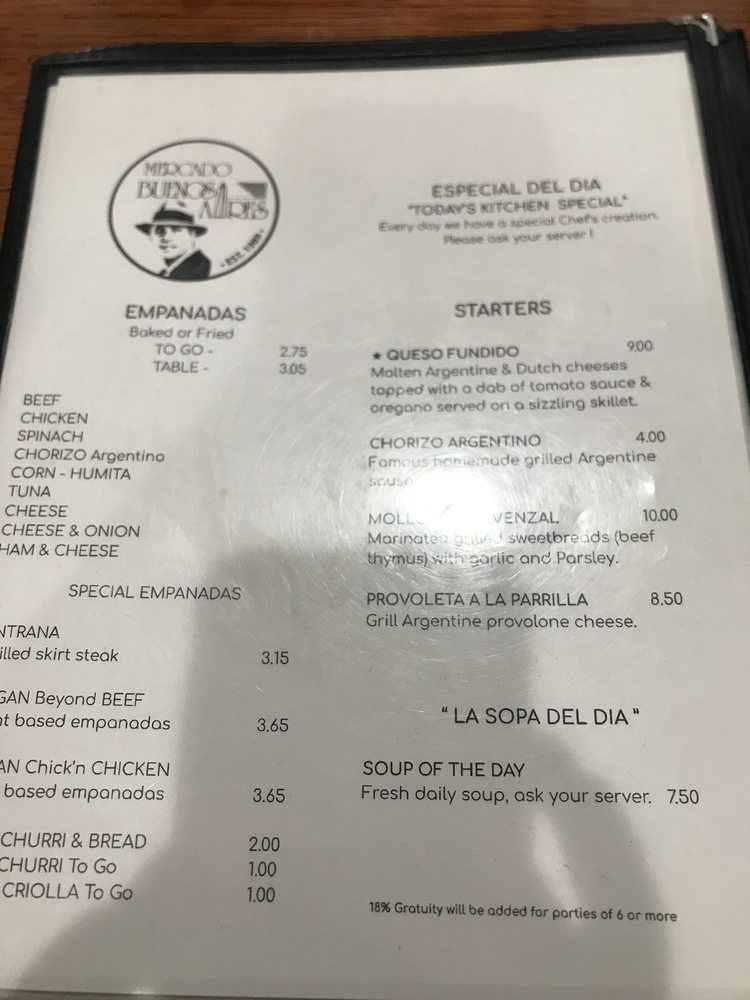 MERCADO
BUENOS
AIRES
EST.
EMPANADAS
Baked or Fried
TO GO - 2.75
TABLE - 3.05
BEEF
CHICKEN
SPINACH
CHORIZO Argentino
CORN - HUMITA
TUNA
CHEESE
CHEESE & ONION
HAM & CHEESE
SPECIAL EMPANADAS
NTRANA
illed skirt steak 3.15
GAN Beyond BEEF
nt based empanadas 3.65
AN Chick'n CHICKEN
based empanadas 3.65
CHURRI & BREAD 2.00
CHURRI To Go 1.00
CRIOLLA To Go 1.00
ESPECIAL DEL DIA
"TODAY'S KITCHEN SPECIAL"
Every day we have a special Chef's creation.
Please ask your server !
STARTERS
★ QUESO FUNDIDO 9.00
Molten Argentine & Dutch cheeses
topped with a dab of tomato sauce &
oregano served on a sizzling skillet.
CHORIZO ARGENTINO 4.00
Famous homemade grilled Argentine
saus
MOLL VENZAL 10.00
Marinated grilled sweetbreads (beef
thymus) with garlic and Parsley.
PROVOLETA A LA PARRILLA 8.50
Grill Argentine provolone cheese.
" LA SOPA DEL DIA "
SOUP OF THE DAY
Fresh daily soup, ask your server. 7.50
18% Gratuity will be added for parties of 6 or more